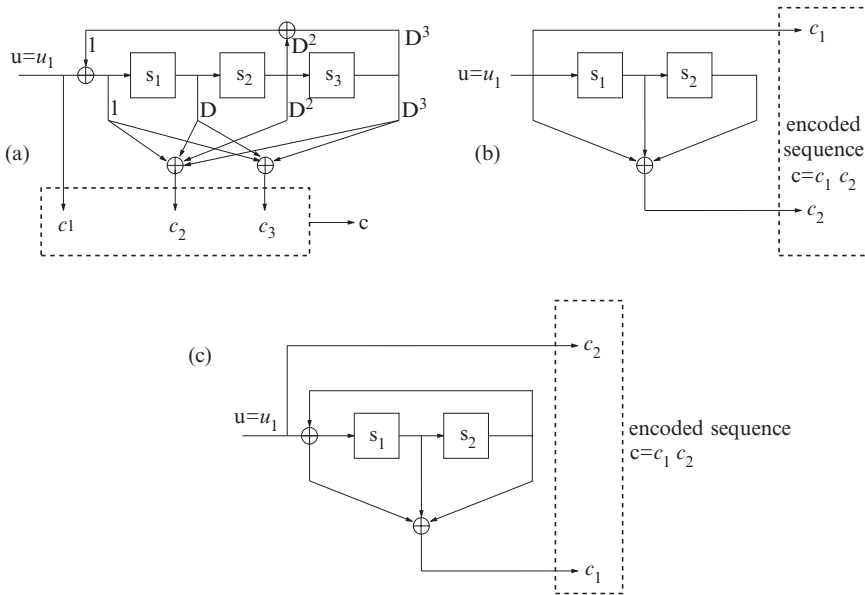 (a)
u=u₁
1
D²
D³
s₁
s₂
s₃
1
D
D²
D³
c1
c₂
c₃
c
(b)
u=u₁
s₁
s₂
c₁
encoded
sequence
c=c₁ c₂
c₂
(c)
u=u₁
s₁
s₂
c₂
encoded sequence
c=c₁ c₂
c₁